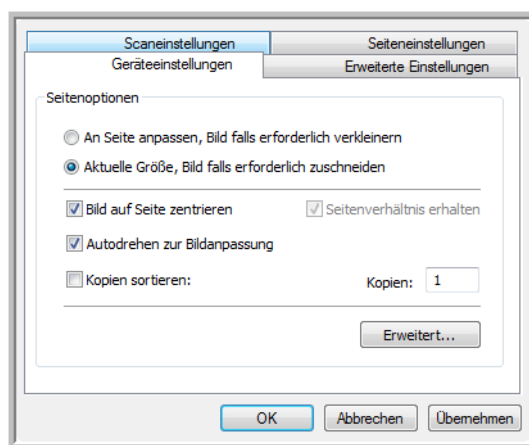 Scaneinstellungen
Seiteneinstellungen
Geräteeinstellungen
Erweiterte Einstellungen
Seitenoptionen
An Seite anpassen, Bild falls erforderlich verkleinern
Aktuelle Größe, Bild falls erforderlich zuschneiden
Bild auf Seite zentrieren
Seitenverhältnis erhalten
Autodrehen zur Bildanpassung
Kopien sortieren:
Kopien: 1
Erweitert...
OK
Abbrechen
Übernehmen